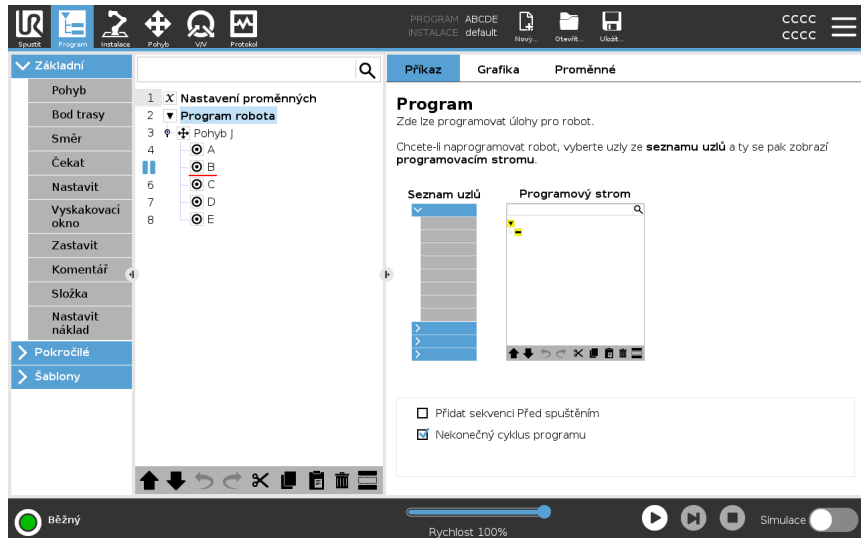 PROGRAM ABCDE
INSTALACE default
CCCC
CCCC
Spustit
Program
Instalace
Pohyb
V/V
Protokol
Nový...
Otevřít...
Uložit...
Základní
Pohyb
Bod trasy
Směr
Čekat
Nastavit
Vyskakovací
okno
Zastavit
Komentář
Složka
Nastavit
náklad
Pokročilé
Šablony
1 X Nastavení proměnných
2 Program robota
3 Pohyb J
4 A
B
6 C
7 D
8 E
Příkaz
Grafika
Proměnné
Program
Zde lze programovat úlohy pro robot.
Chcete-li naprogramovat robot, vyberte uzly ze seznamu uzlů a ty se pak zobrazí
programovacím stromu.
Seznam uzlů
Programový strom
Přidat sekvenci Před spuštěním
Nekonečný cyklus programu
Běžný
Rychlost 100%
Simulace